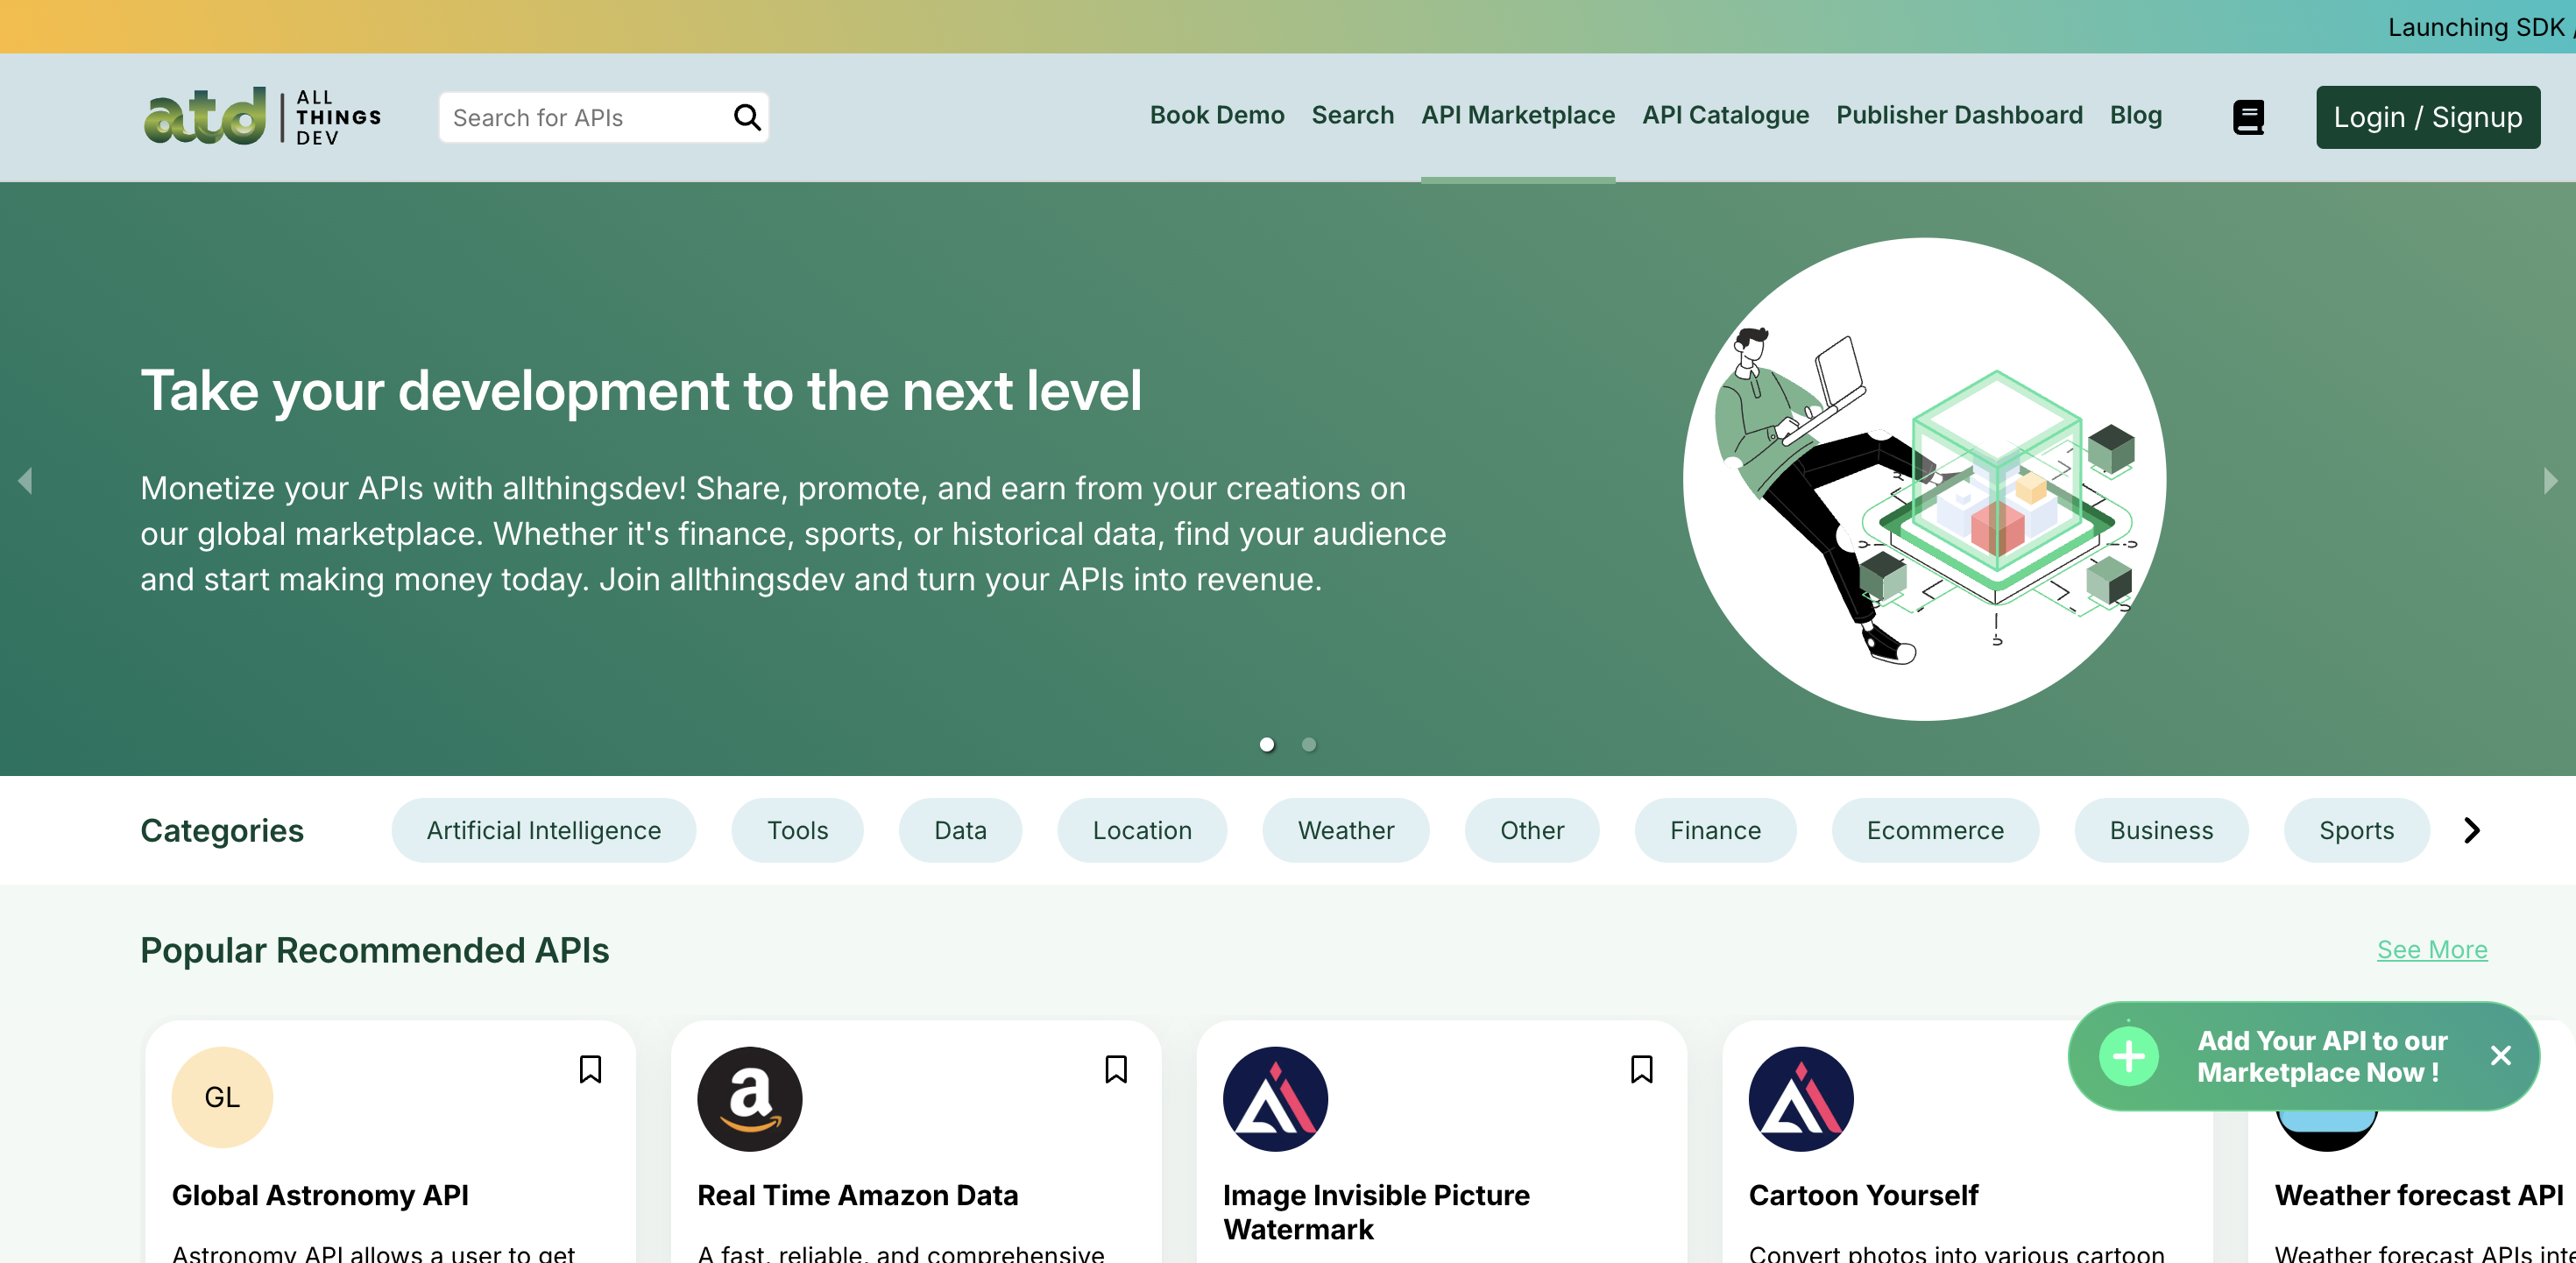 Launching SDK /
atd
ALL
THINGS
DEV
Search for APIs
Book Demo
Search
API Marketplace
API Catalogue
Publisher Dashboard
Blog
Login / Signup
Take your development to the next level
Monetize your APIs with allthingsdev! Share, promote, and earn from your creations on
our global marketplace. Whether it's finance, sports, or historical data, find your audience
and start making money today. Join allthingsdev and turn your APIs into revenue.
Categories
Artificial Intelligence
Tools
Data
Location
Weather
Other
Finance
Ecommerce
Business
Sports
Popular Recommended APIs
See More
Add Your API to our
Marketplace Now !
GL
a
Global Astronomy API
Real Time Amazon Data
Image Invisible Picture
Watermark
Cartoon Yourself
Weather forecast API
Astronomy API allows a user to get
A fast, reliable, and comprehensive
Convert photos into various cartoon
Weather forecast APIs